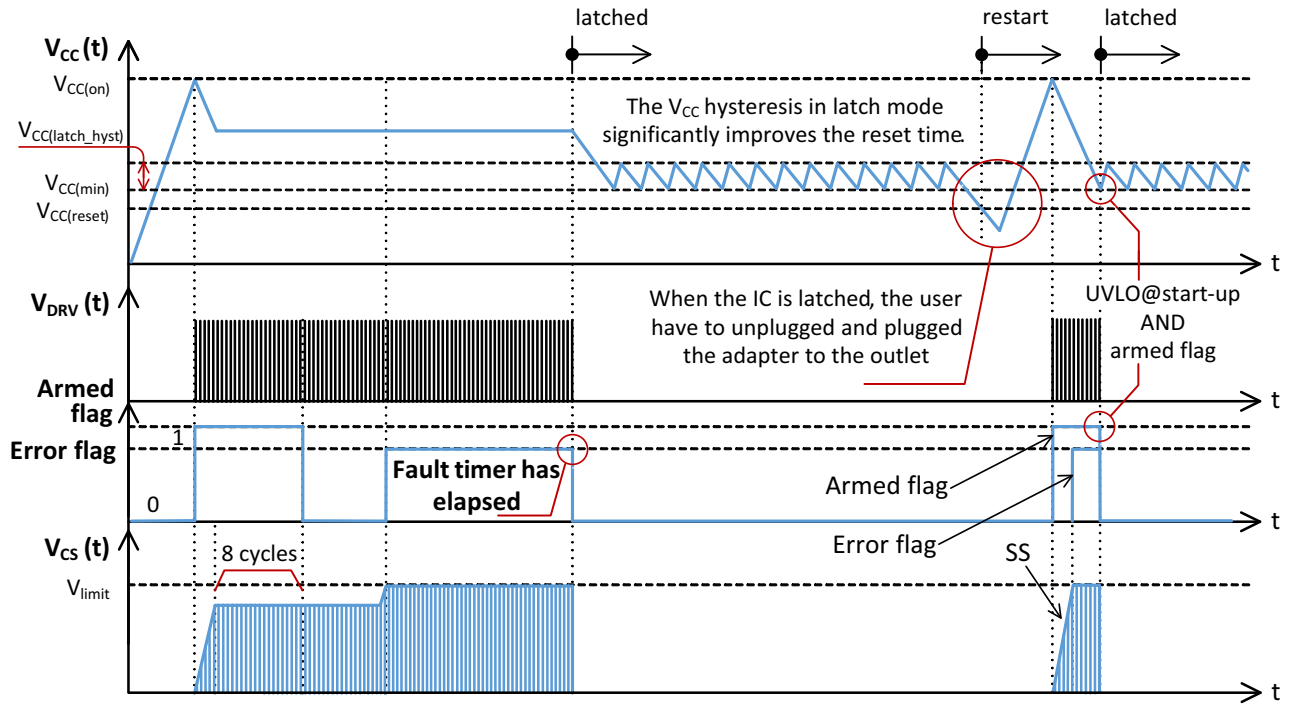 latched
restart
latched
VCC (t)
VCC(on)
The VCC hysteresis in latch mode
significantly improves the reset time.
VCC(latch_hyst)
VCC(min)
VCC(reset)
t
VDRV (t)
When the IC is latched, the user
have to unplugged and plugged
the adapter to the outlet
UVLO@start-up
AND
armed flag
t
Armed
flag
1
Error flag
Fault timer has
elapsed
Armed flag
0
t
Error flag
VCS (t)
8 cycles
SS
Vlimit
t